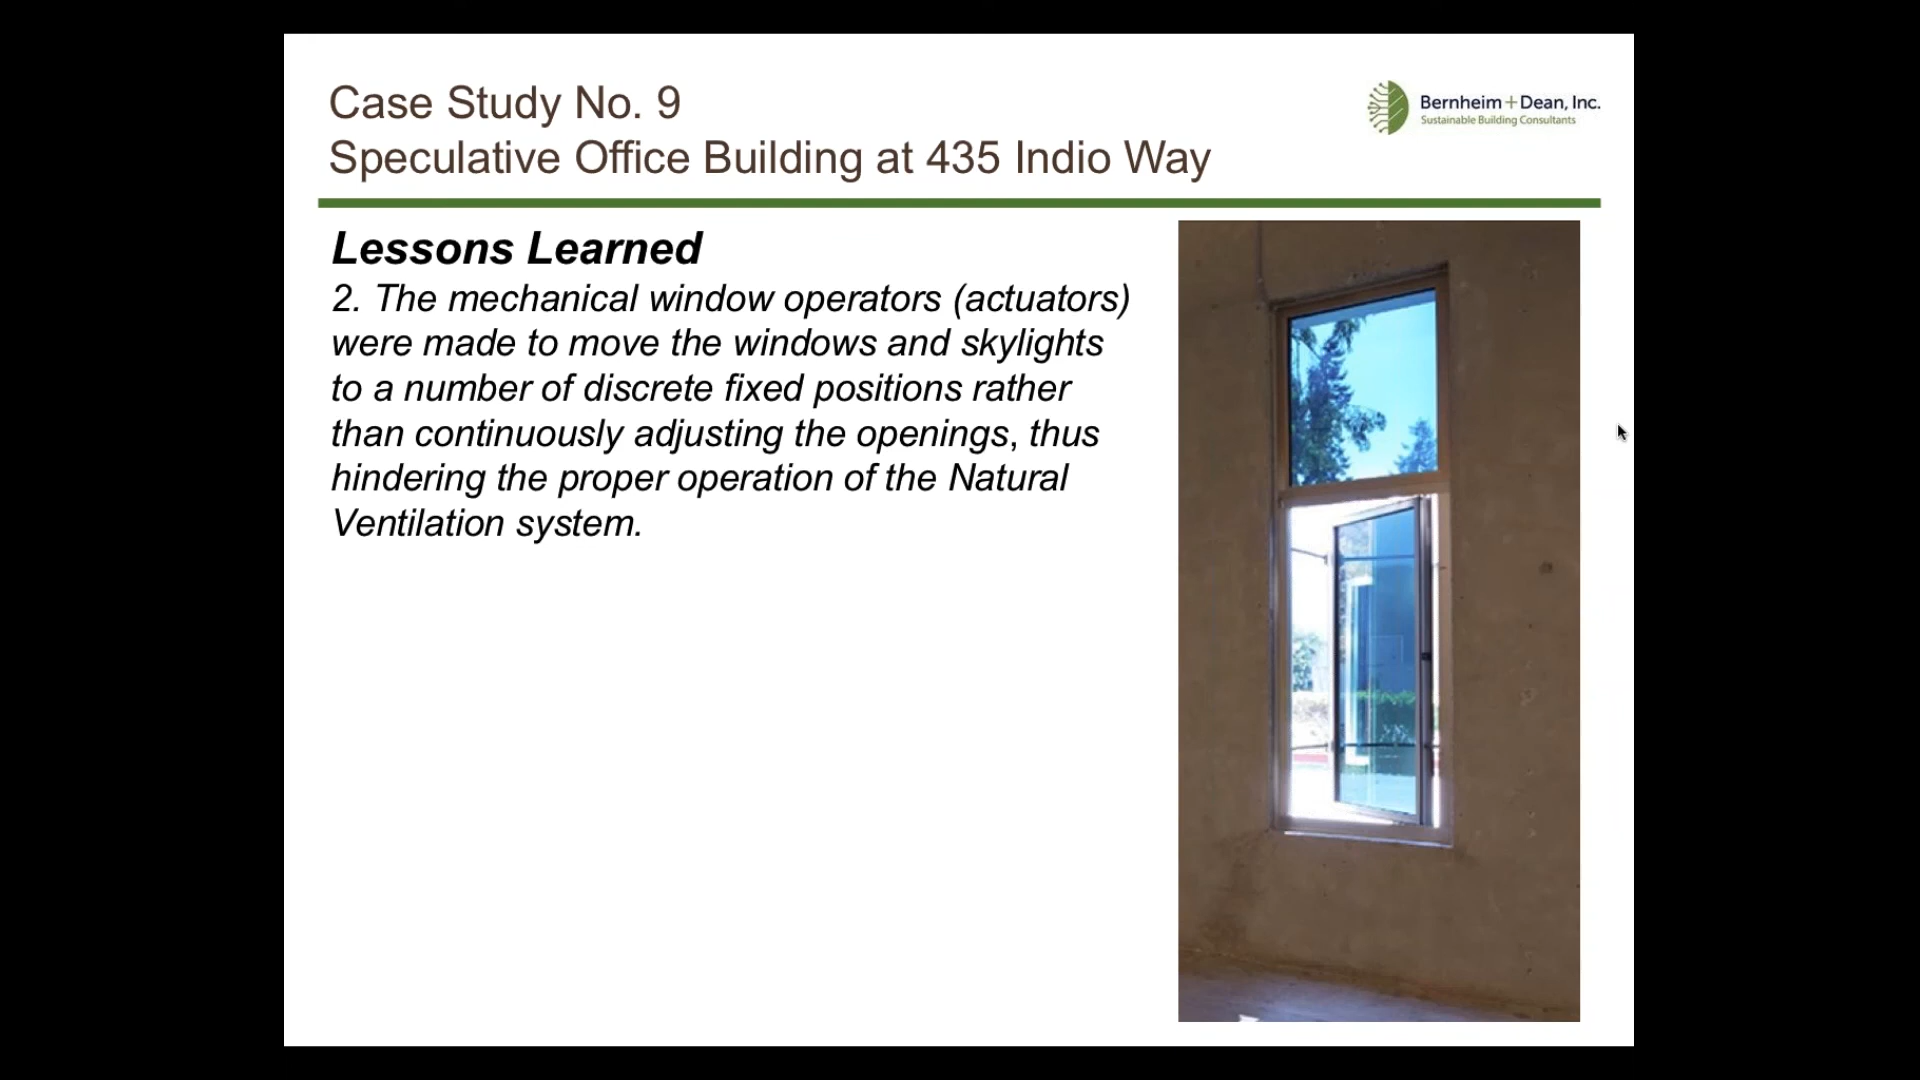 Case Study No. 9
Speculative Office Building at 435 Indio Way
Bernheim+Dean, Inc.
Sustainable Building Consultants
Lessons Learned
2. The mechanical window operators (actuators)
were made to move the windows and skylights
to a number of discrete fixed positions rather
than continuously adjusting the openings, thus
hindering the proper operation of the Natural
Ventilation system.